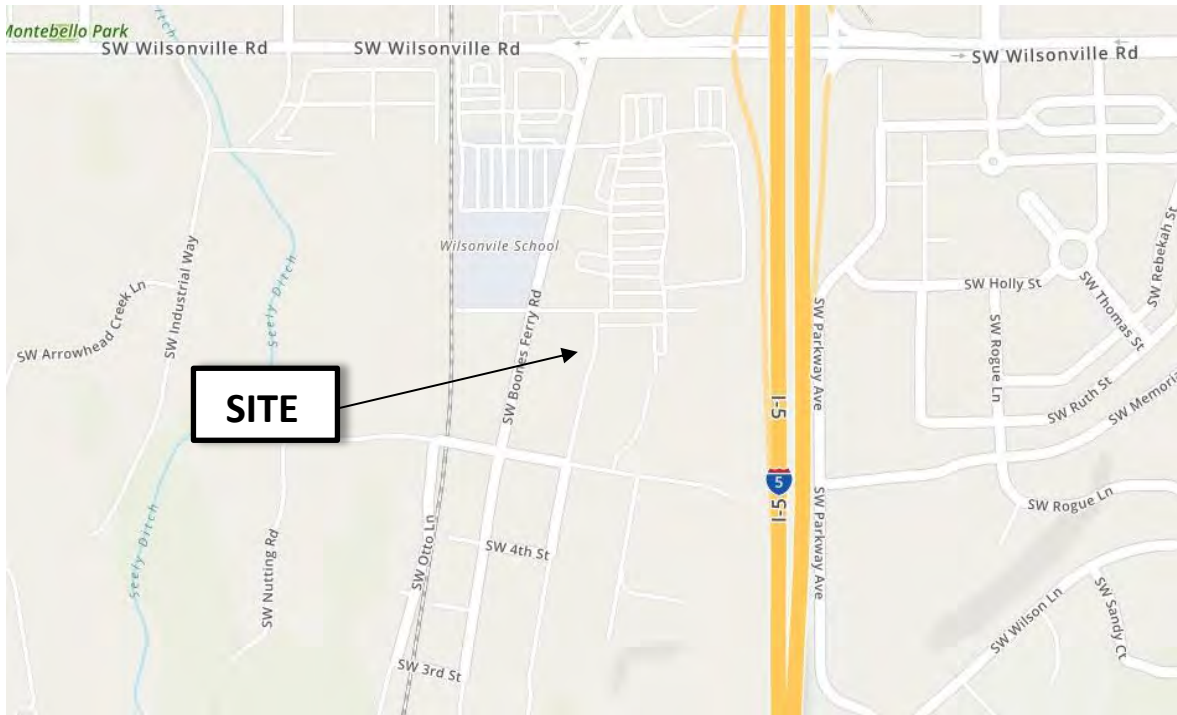 Montebello Park
SW Wilsonville Rd
SW Wilsonville Rd
SW Wilsonville Rd
Wilsonvile School
SW Industrial Way
Seely Ditch
SW Arrowhead Creek Ln
SW Boones Ferry Rd
SW Holly St
SW Thomas St
SW Rebekah St
SW Parkway Ave
SW Rogue Ln
SW Ruth St
SW Memoria
SITE
I-5
5
I-5
SW Rogue Ln
Seely Ditch
SW Nutting Rd
SW Otto Ln
SW 4th St
SW Parkway Ave
SW Wilson Ln
SW Sandy Ct
SW 3rd St